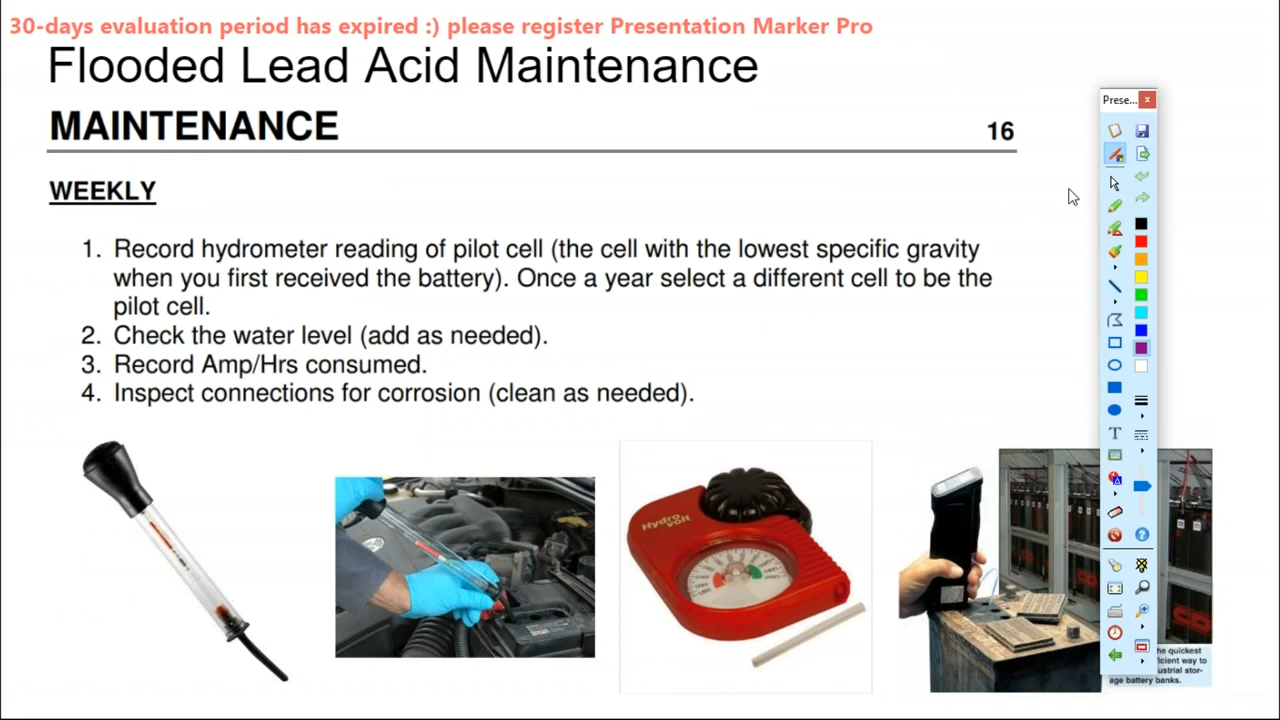 30-days evaluation period has expired :) please register Presentation Marker Pro
Flooded Lead Acid Maintenance
MAINTENANCE
16
Prese...
WEEKLY
1. Record hydrometer reading of pilot cell (the cell with the lowest specific gravity
when you first received the battery). Once a year select a different cell to be the
pilot cell.
2. Check the water level (add as needed).
3. Record Amp/Hrs consumed.
4. Inspect connections for corrosion (clean as needed).
T
Hydro
volt
he quickest
icient way to
ustrial stor-
age battery banks.